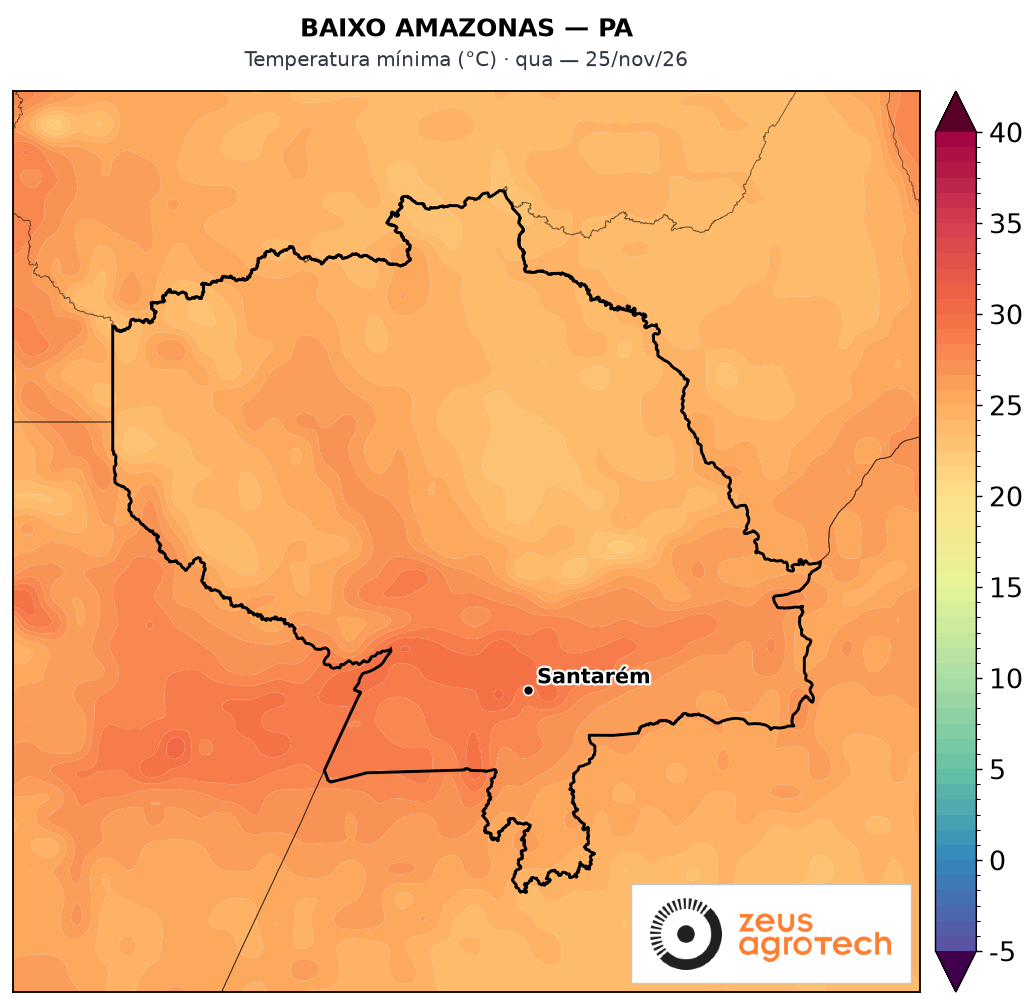 BAIXO AMAZONAS — PA
Temperatura mínima (°C) · qua — 25/nov/26
40
35
30
25
20
15
10
5
0
-5
Santarém
zeus
agrotech